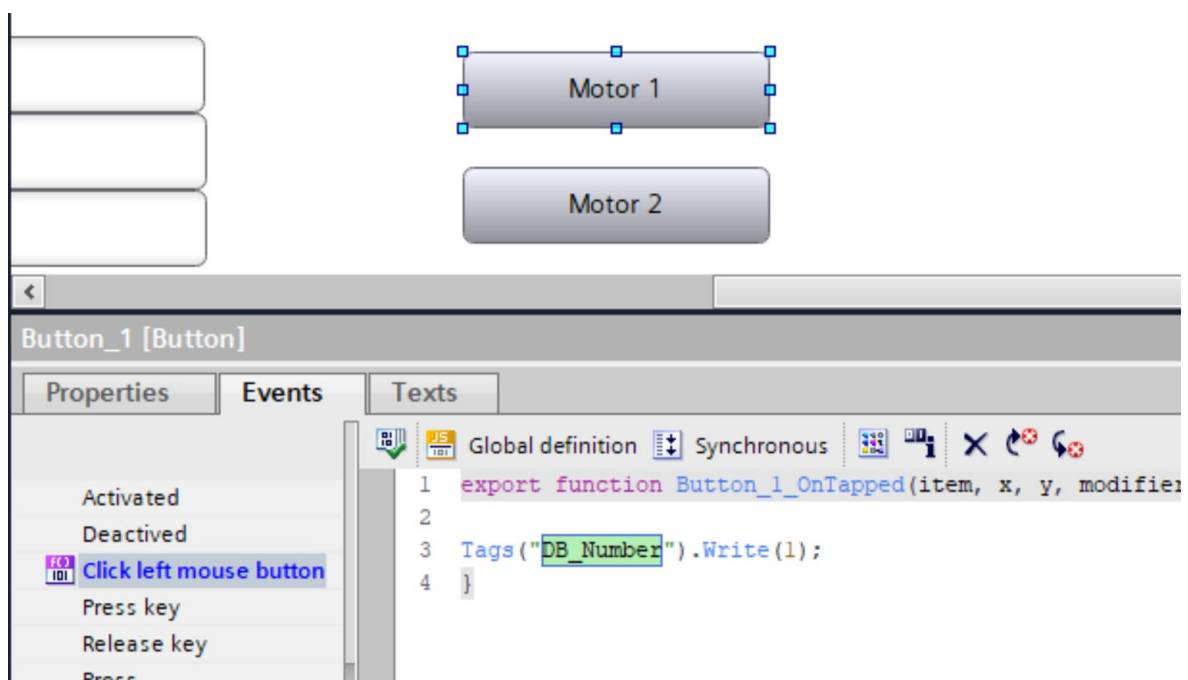 Motor 1
Motor 2
Button_1 [Button]
Properties
Events
Texts
Global definition
Synchronous
Activated
Deactived
Click left mouse button
Press key
Release key
Press
1 export function Button_1_OnTapped(item, x, y, modifier
2
3 Tags("DB_Number").Write(1);
4 }